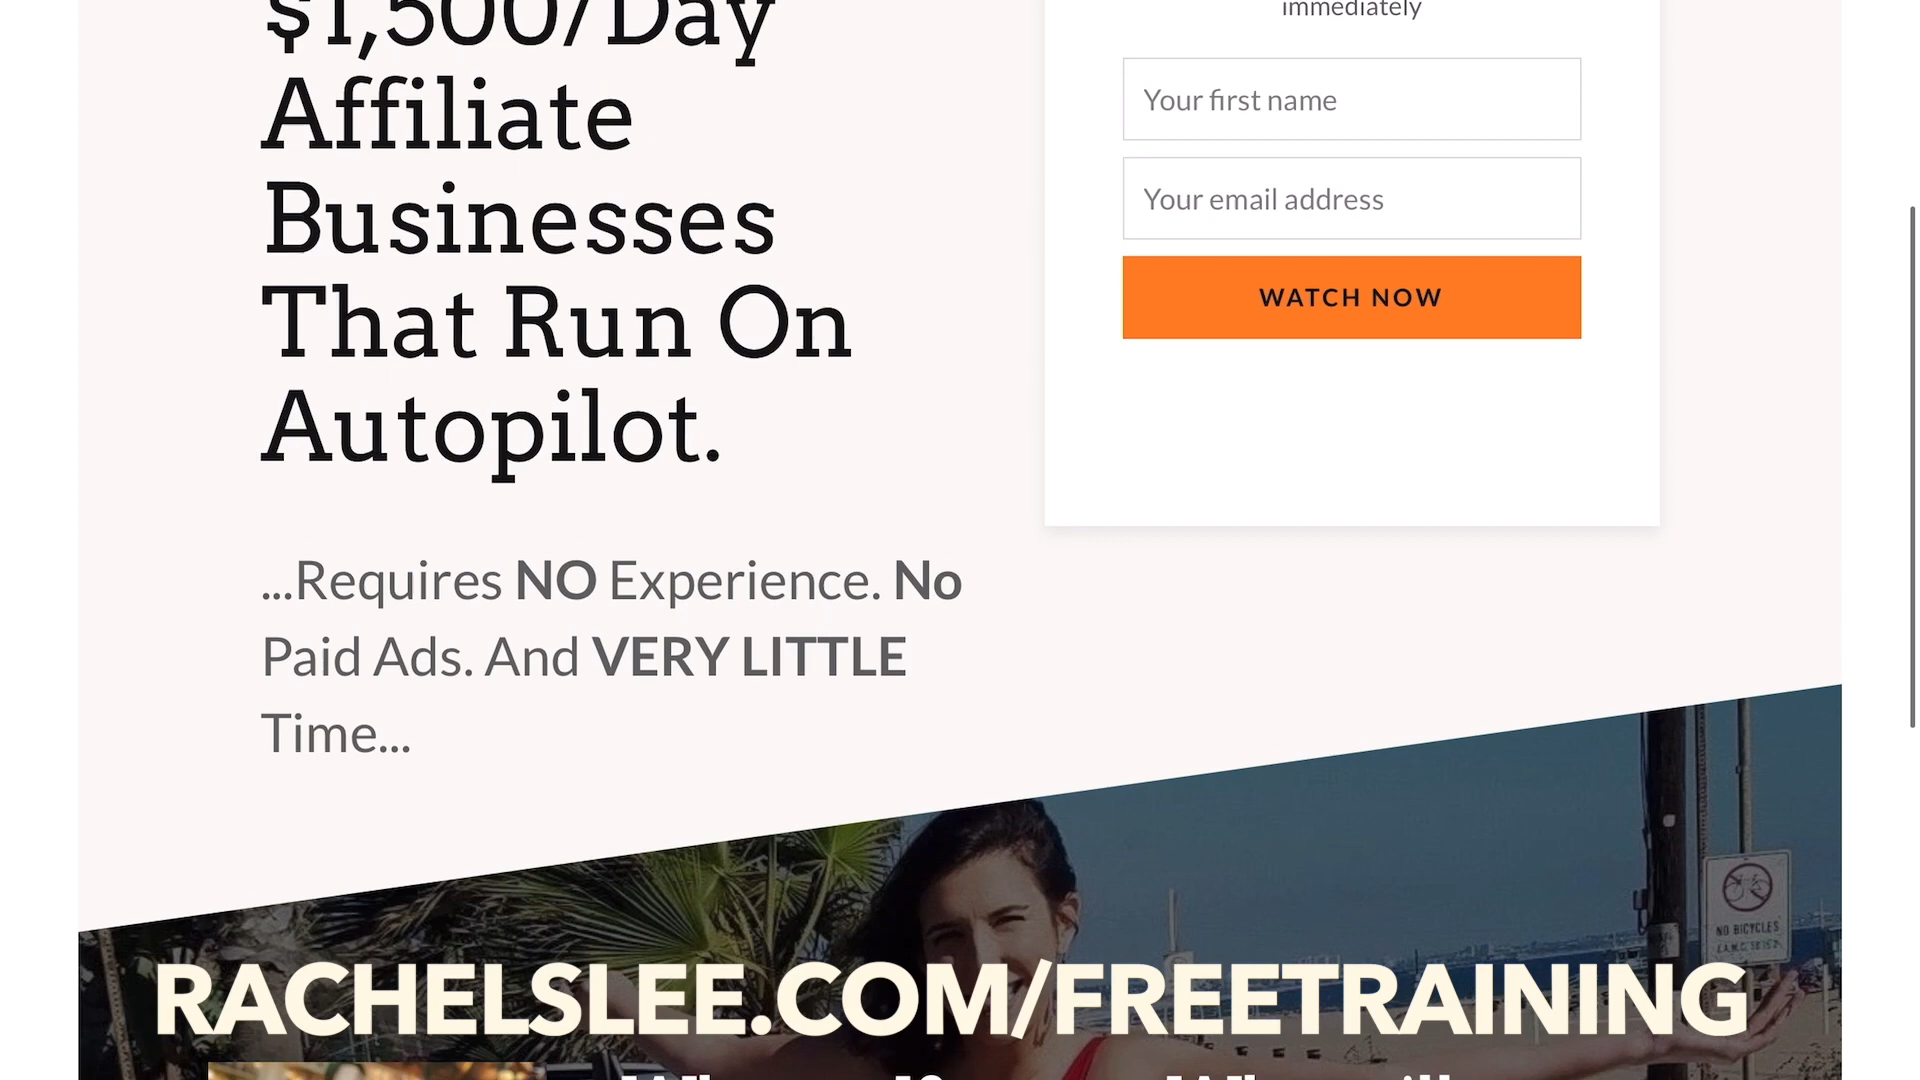 $1,500/Day
Affiliate
Businesses
That Run On
Autopilot.
...Requires NO Experience. No
Paid Ads. And VERY LITTLE
Time...
immediately
Your first name
Your email address
WATCH NOW
NO BICYCLES
RACHELSLEE.COM/FREETRAINING